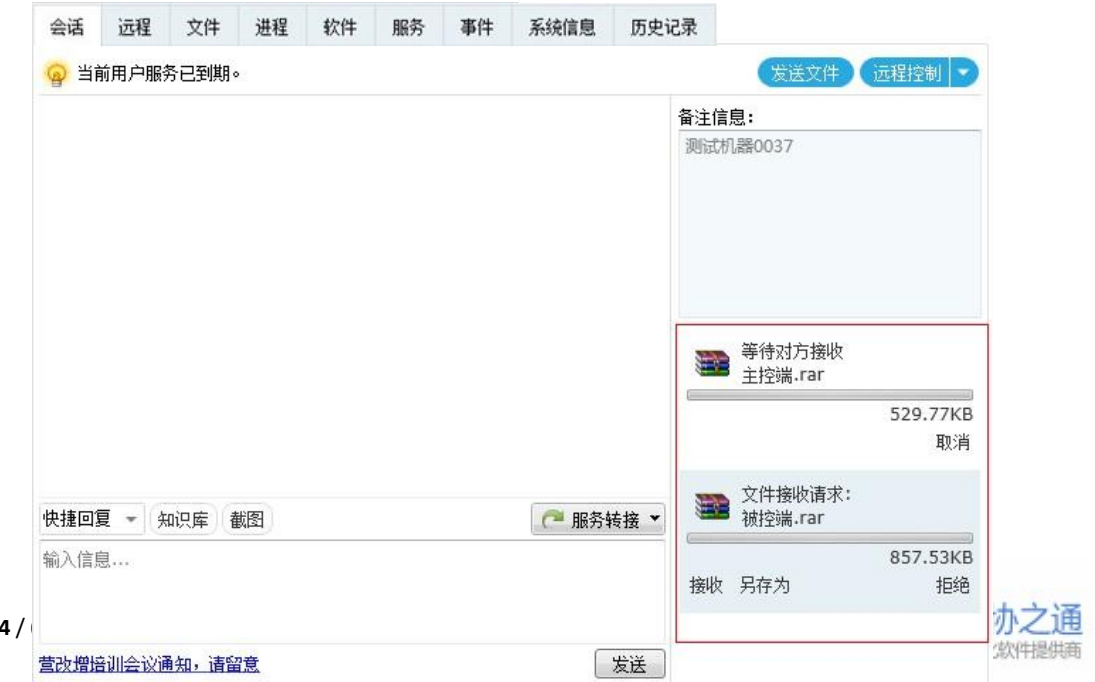 会话 远程 文件 进程 软件 服务 事件 系统信息 历史记录
当前用户服务已到期。
发送文件 远程控制
备注信息:
测试机器0037
等待对方接收
主控端.rar
529.77KB
取消
文件接收请求:
被控端.rar
857.53KB
接收 另存为 拒绝
快捷回复 知识库 截图 服务转接
输入信息...
营改增培训会议通知，请留意
发送
4 /
办之通
软件提供商